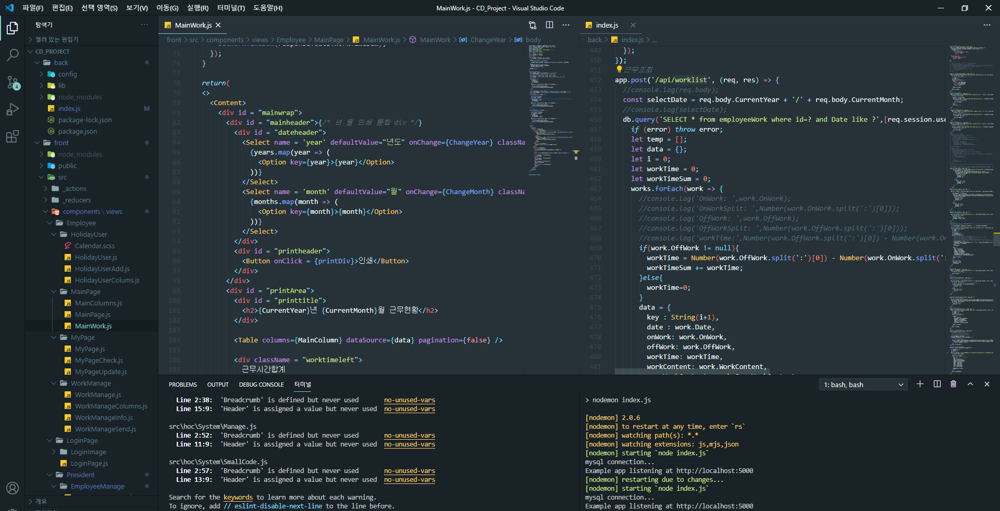 파일(F) 편집(E) 선택 영역(S) 보기(V) 이동(G) 실행(R) 터미널(T) 도움말(H)
MainWork.js - CD_Project - Visual Studio Code
탐색기
열려 있는 편집기
CD_PROJECT
back
config
lib
node_modules
index.js M
package-lock.json
package.json
front
node_modules
public
src
_actions
_reducers
components \ views
Employee
HolidayUser
Calendar.scss
HolidayUser.js
HolidayUserAdd.js
HolidayUserColums.js
MainPage
MainColumns.js
MainPage.js
MainWork.js
MyPage
MyPage.js
MyPageCheck.js
MyPageUpdate.js
WorkManage
WorkManage.js
WorkManageColumns.js
WorkManageInfo.js
WorkManageSend.js
LoginPage
LoginImage
LoginPage.js
President
EmployeeManage
개요
4
MainWork.js
front > src > components > views > Employee > MainPage > MainWork.js > MainWork > ChangeYear > body
75 });
76 }
77
78 return(
79 <>
80 <Content>
81 <div id = "mainwrap">
82 <div id = "mainheader">{/* 년 월 인쇄 통합 div */}
83 <div id = "dateheader">
84 <Select name = 'year' defaultValue="년도" onChange={ChangeYear} classNa
85 {years.map(year => (
86 <Option key={year}>{year}</Option>
87 ))}
88 </Select>
89 <Select name = 'month' defaultValue="월" onChange={ChangeMonth} classNa
90 {months.map(month => (
91 <Option key={month}>{month}</Option>
92 ))}
93 </Select>
94 </div>
95 <div id = "printheader">
96 <Button onClick = {printDiv}>인쇄</Button>
97 </div>
98 </div>
99 <div id = "printArea">
100 <div id = "printtitle">
101 <h2>{CurrentYear}년 {CurrentMonth}월 근무현황</h2>
102 </div>
103
104 <Table columns={MainColumn} dataSource={data} pagination={false} />
105
106 <div className = "worktimeleft">
107 근무시간합계
index.js
back > index.js > ...
449 });
450 });
451 근무조회
452 app.post('/api/worklist', (req, res) => {
453 //console.log(req.body);
454 const selectDate = req.body.CurrentYear + '/' + req.body.CurrentMonth;
455 //console.log(selectDate);
456 db.query('SELECT * from employeeWork where id=? and Date like ?',[req.session.use
457 if (error) throw error;
458 let temp = [];
459 let data = {};
460 let i = 0;
461 let workTime = 0;
462 let workTimeSum = 0;
463 works.forEach(work => {
464 //console.log('OnWork: ',work.OnWork);
465 //console.log('OnWorkSplit: ',Number(work.OnWork.split(':')[0]));
466 //console.log('OffWork: ',work.OffWork);
467 //console.log('OffWorkSplit: ',Number(work.OffWork.split(':')[0]));
468 //console.log('workTime:',Number(work.OffWork.split(':')[0]) - Number(work.On
469 if(work.OffWork != null){
470 workTime = Number(work.OffWork.split(':')[0]) - Number(work.OnWork.split(':
471 workTimeSum += workTime;
472 }else{
473 workTime=0;
474 }
475 data = {
476 key : String(i+1),
477 date : work.Date,
478 onWork: work.OnWork,
479 offWork: work.OffWork,
480 workTime: workTime,
481 workContent: work.WorkContent,
PROBLEMS OUTPUT DEBUG CONSOLE 터미널
1: bash, bash
Line 2:38: 'Breadcrumb' is defined but never used no-unused-vars
Line 15:9: 'Header' is assigned a value but never used no-unused-vars
src\hoc\System\Manage.js
Line 2:52: 'Breadcrumb' is defined but never used no-unused-vars
Line 11:9: 'Header' is assigned a value but never used no-unused-vars
src\hoc\System\SmallCode.js
Line 2:57: 'Breadcrumb' is defined but never used no-unused-vars
Line 13:9: 'Header' is assigned a value but never used no-unused-vars
Search for the keywords to learn more about each warning.
To ignore, add // eslint-disable-next-line to the line before.
> nodemon index.js
[nodemon] 2.0.6
[nodemon] to restart at any time, enter `rs`
[nodemon] watching path(s): *.*
[nodemon] watching extensions: js,mjs,json
[nodemon] starting `node index.js`
mysql connection...
Example app listening at http://localhost:5000
[nodemon] restarting due to changes...
[nodemon] starting `node index.js`
mysql connection...
Example app listening at http://localhost:5000